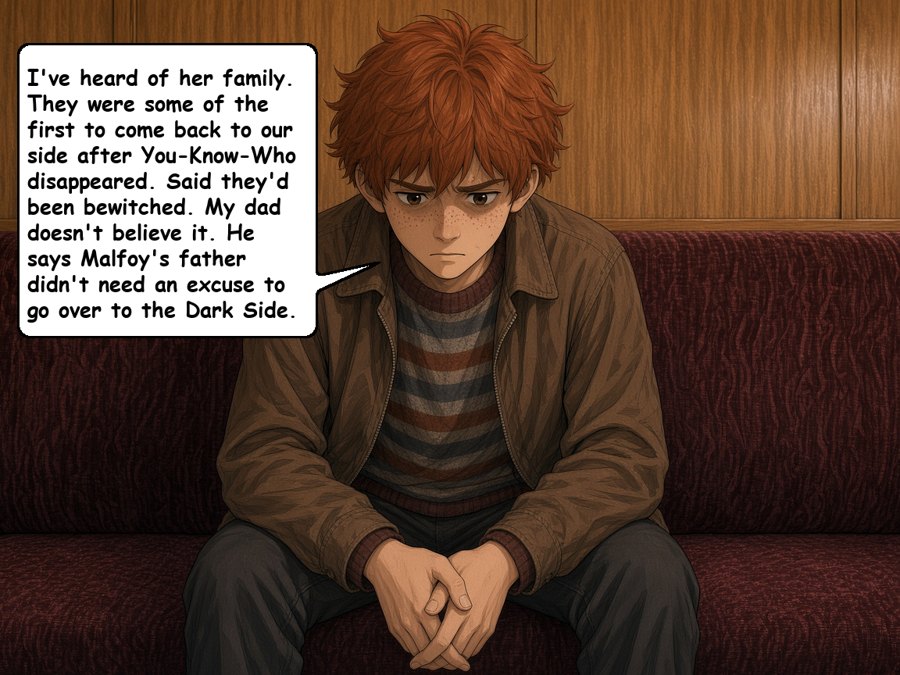 I've heard of her family.
They were some of the
first to come back to our
side after You-Know-Who
disappeared. Said they'd
been bewitched. My dad
doesn't believe it. He
says Malfoy's father
didn't need an excuse to
go over to the Dark Side.